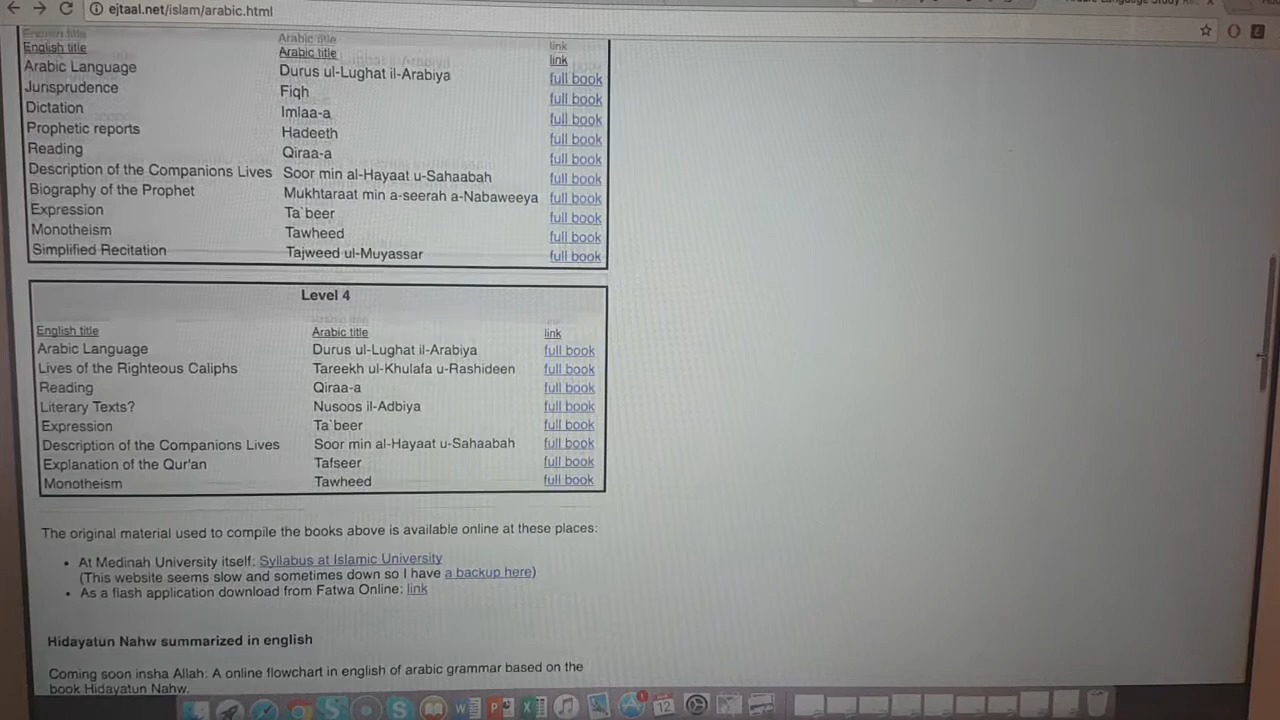 ejtaal.net/islam/arabic.html
English title Arabic title link
English title Arabic title link
Arabic Language Durus ul-Lughat il-Arabiya full book
Jurisprudence Fiqh full book
Dictation Imlaa-a full book
Prophetic reports Hadeeth full book
Reading Qiraa-a full book
Description of the Companions Lives Soor min al-Hayaat u-Sahaabah full book
Biography of the Prophet Mukhtaraat min a-seerah a-Nabaweeya full book
Expression Ta`beer full book
Monotheism Tawheed full book
Simplified Recitation Tajweed ul-Muyassar full book
Level 4
English title Arabic title link
Arabic Language Durus ul-Lughat il-Arabiya full book
Lives of the Righteous Caliphs Tareekh ul-Khulafa u-Rashideen full book
Reading Qiraa-a full book
Literary Texts? Nusoos il-Adbiya full book
Expression Ta`beer full book
Description of the Companions Lives Soor min al-Hayaat u-Sahaabah full book
Explanation of the Qur'an Tafseer full book
Monotheism Tawheed full book
The original material used to compile the books above is available online at these places:
• At Medinah University itself: Syllabus at Islamic University
(This website seems slow and sometimes down so I have a backup here)
• As a flash application download from Fatwa Online: link
Hidayatun Nahw summarized in english
Coming soon insha Allah: A online flowchart in english of arabic grammar based on the
book Hidayatun Nahw.
12